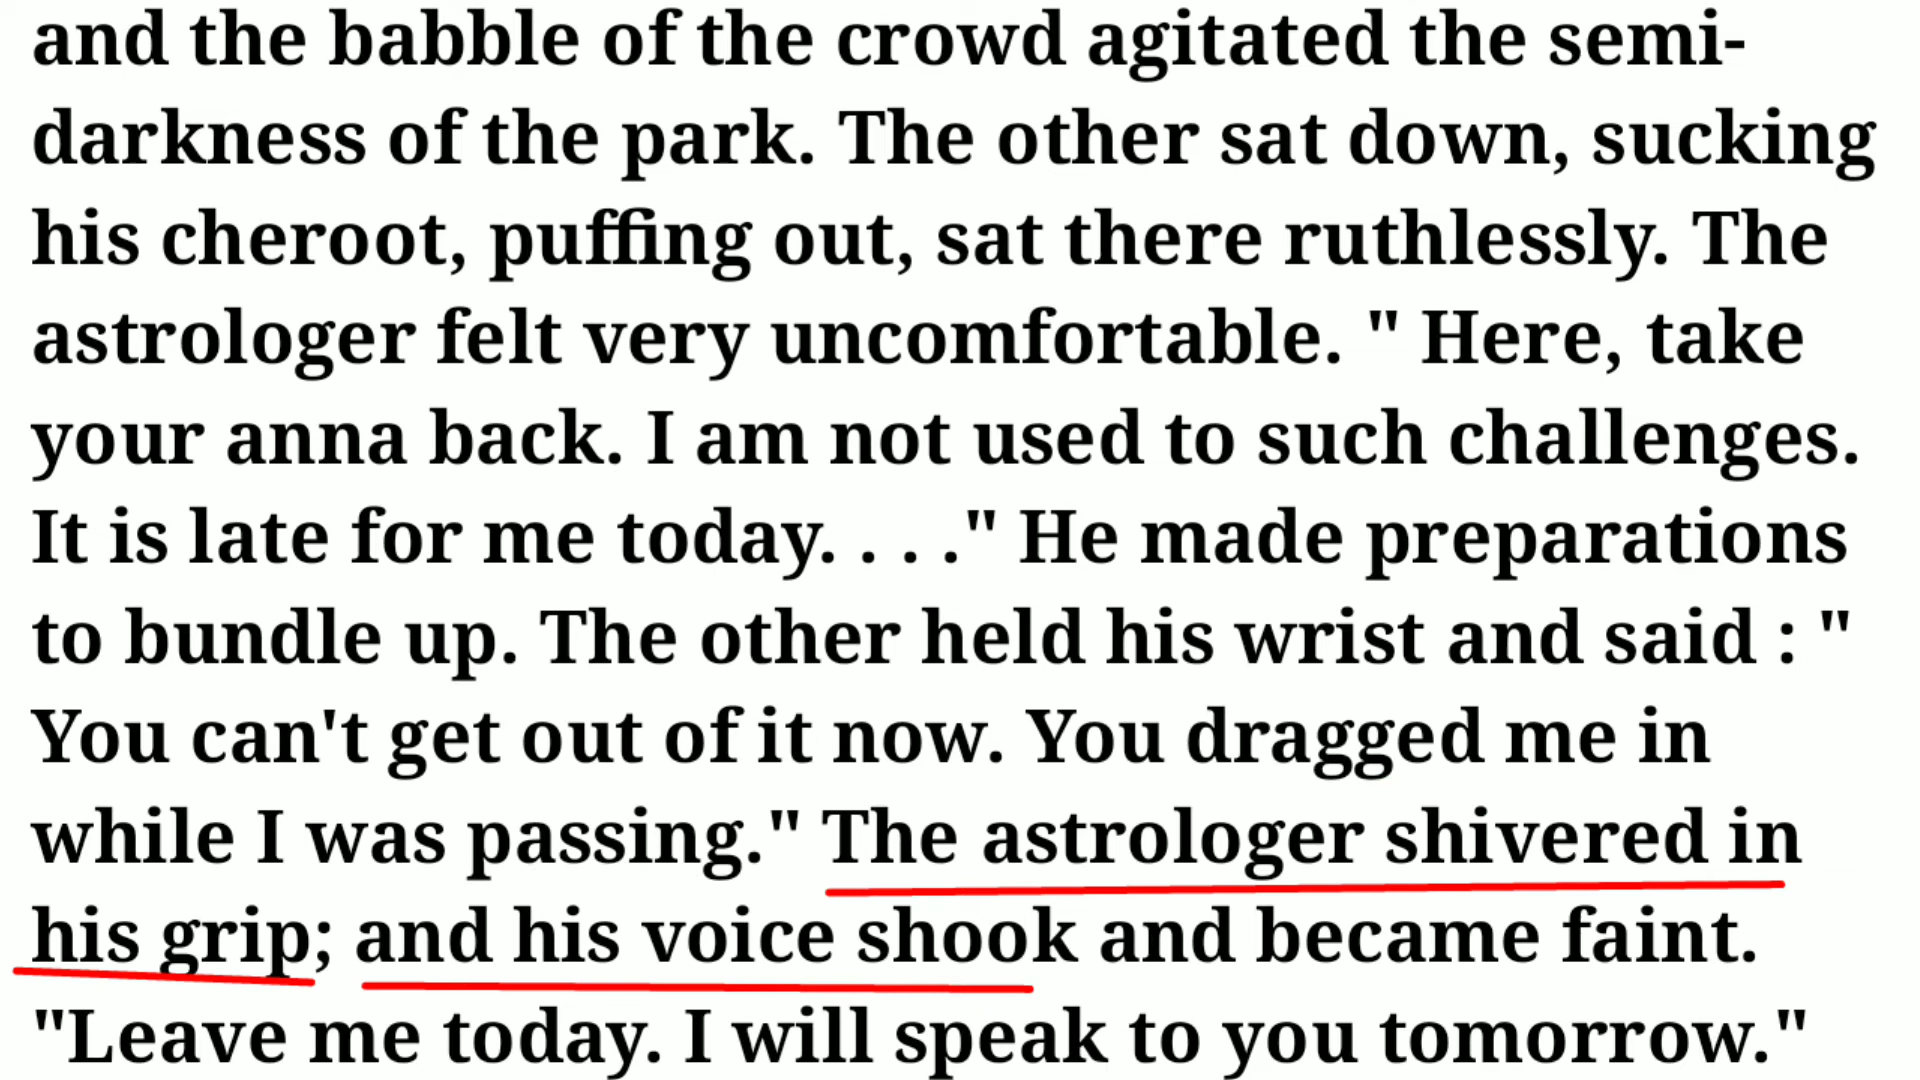 and the babble of the crowd agitated the semi-
darkness of the park. The other sat down, sucking
his cheroot, puffing out, sat there ruthlessly. The
astrologer felt very uncomfortable. " Here, take
your anna back. I am not used to such challenges.
It is late for me today. . . ." He made preparations
to bundle up. The other held his wrist and said : "
You can't get out of it now. You dragged me in
while I was passing." The astrologer shivered in
his grip; and his voice shook and became faint.
"Leave me today. I will speak to you tomorrow."